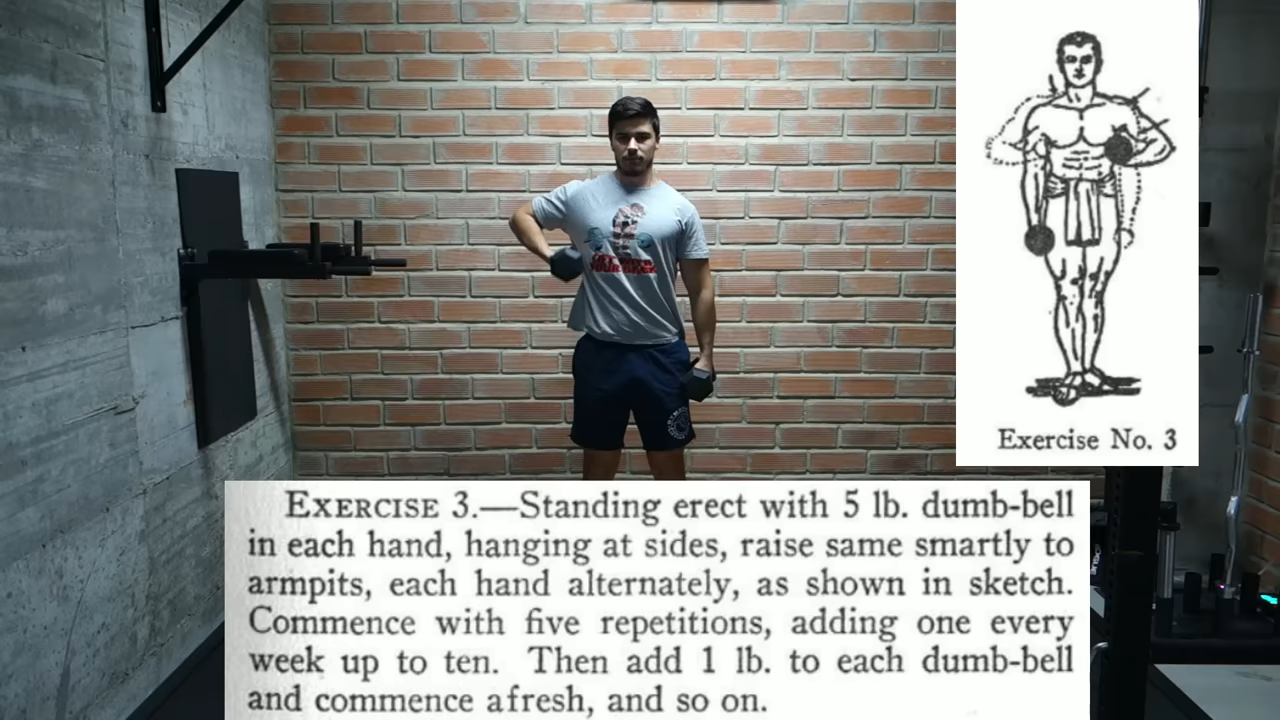 Exercise No. 3
EXERCISE 3.—Standing erect with 5 lb. dumb-bell
in each hand, hanging at sides, raise same smartly to
armpits, each hand alternately, as shown in sketch.
Commence with five repetitions, adding one every
week up to ten. Then add 1 lb. to each dumb-bell
and commence afresh, and so on.